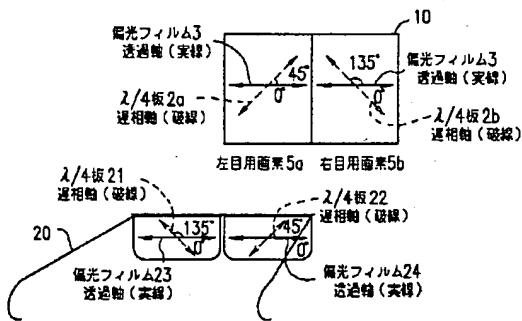 10
偏光フィルム3
透過軸(実線)
45°
0°
λ/4板2a
遅相軸(破線)
135°
0°
偏光フィルム3
透過軸(実線)
λ/4板2b
遅相軸(破線)
左目用画素5a
右目用画素5b
λ/4板21
遅相軸(破線)
λ/4板22
遅相軸(破線)
20
135°
0°
45°
0°
偏光フィルム23
透過軸(実線)
偏光フィルム24
透過軸(実線)